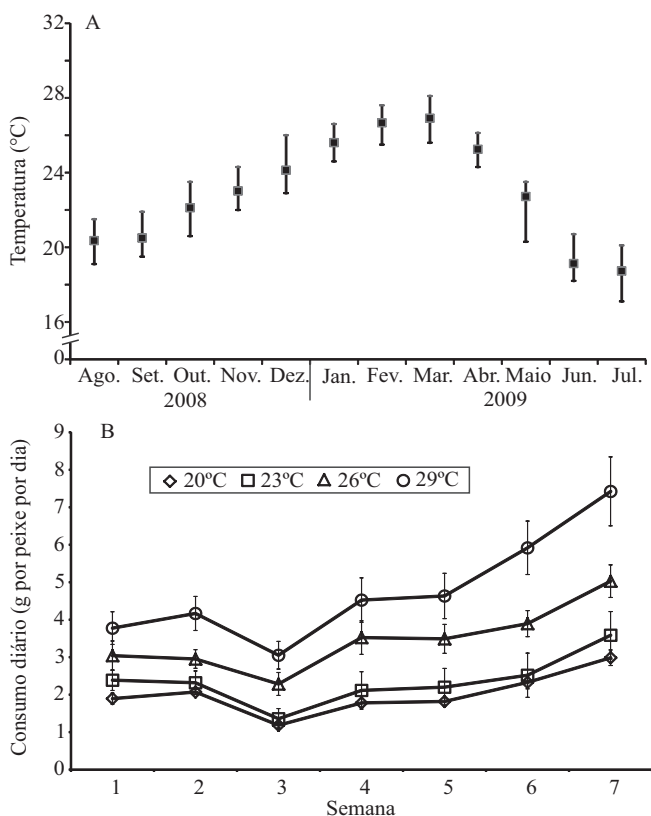 A
Temperatura (°C)
32
28
24
20
16
0
Ago. Set. Out. Nov. Dez. Jan. Fev. Mar. Abr. Maio Jun. Jul.
2008 2009
B
Consumo diário (g por peixe por dia)
9
8
7
6
5
4
3
2
1
0
20ºC 23ºC 26ºC 29ºC
1 2 3 4 5 6 7
Semana